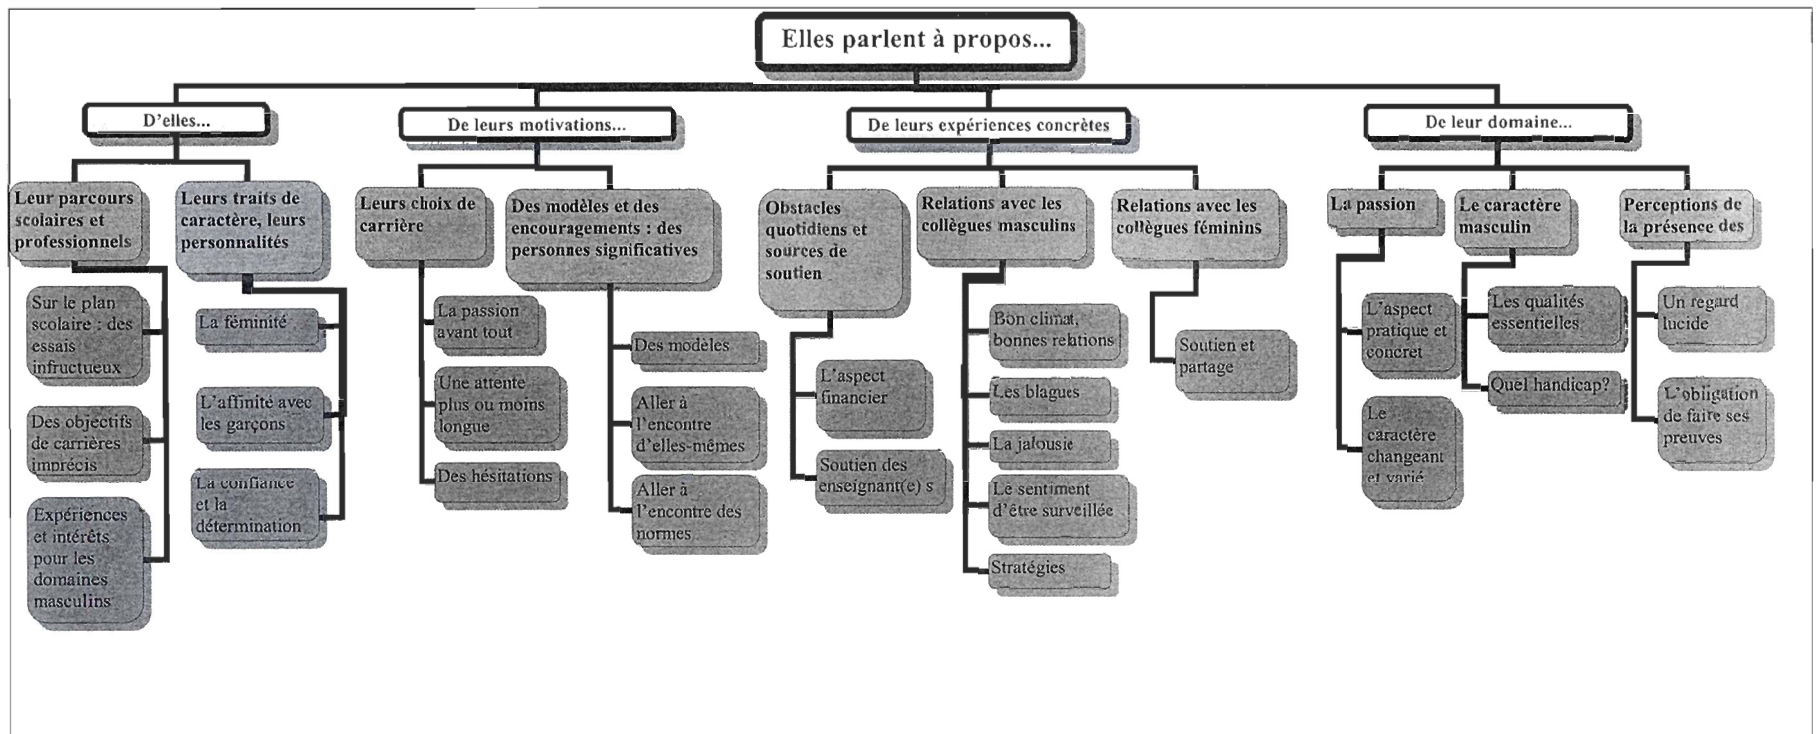 Elles parlent à propos...
D'elles...
Leur parcours
scolaires et
professionnels
Sur le plan
scolaire : des
essais
infructueux
Des objectifs
de carrières
imprécis
Expériences
et intérêts
pour les
domaines
masculins
Leurs traits de
caractère, leurs
personnalités
La féminité
L'affinité avec
les garçons
La confiance
et la
détermination
De leurs motivations...
Leurs choix de
carrière
La passion
avant tout
Une attente
plus ou moins
longue
Des hésitations
Des modèles et des
encouragements : des
personnes significatives
Des modèles
Aller à
l'encontre
d'elles-mêmes
Aller à
l'encontre des
normes
De leurs expériences concrètes
Obstacles
quotidiens et
sources de
soutien
L'aspect
financier
Soutien des
enseignant(e) s
Relations avec les
collègues masculins
Bon climat,
bonnes relations
Les blagues
La jalousie
Le sentiment
d'être surveillée
Stratégies
Relations avec les
collègues féminins
Soutien et
partage
De leur domaine...
La passion
L'aspect
pratique et
concret
Le
caractère
changeant
et varié
Le caractère
masculin
Les qualités
essentielles
Quel handicap?
Perceptions de
la présence des
Un regard
lucide
L'obligation
de faire ses
preuves